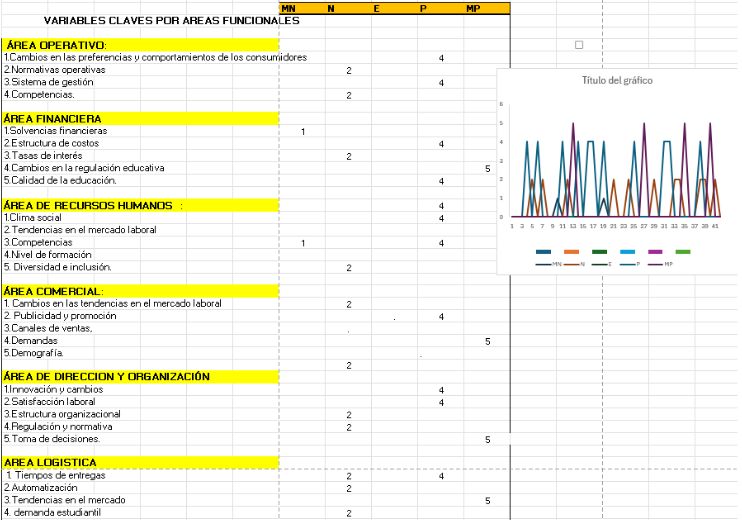 MN N E P MP
VARIABLES CLAVES POR AREAS FUNCIONALES
ÁREA OPERATIVO:
1.Cambios en las preferencias y comportamientos de los consumidores 4
2.Normativas operativas 2
3.Sistema de gestión 4
4.Competencias. 2
ÁREA FINANCIERA
1.Solvencias financieras 1
2.Estructura de costos 4
3.Tasas de interés 2
4.Cambios en la regulación educativa 5
5.Calidad de la educación. 4
ÁREA DE RECURSOS HUMANOS : 4
1.Clima social 4
2.Tendencias en el mercado laboral
3.Competencias 1 4
4.Nivel de formación
5. Diversidad e inclusión. 2
ÁREA COMERCIAL:
1. Cambios en las tendencias en el mercado laboral 2
2. Publicidad y promoción . 4
3.Canales de ventas, .
4.Demandas 5
5.Demografía. .
2
ÁREA DE DIRECCION Y ORGANIZACIÓN
1.Innovación y cambios 4
2.Satisfacción laboral 4
3.Estructura organizacional 2
4.Regulación y normativa 2
5.Toma de decisiones. 5
AREA LOGISTICA
1. Tiempos de entregas 2 4
2.Automatización 2
3.Tendencias en el mercado 5
4. demanda estudiantil 2
Título del gráfico
6
5
4
3
2
1
0
1 3 5 7 9 11 13 15 17 19 21 23 25 27 29 31 33 35 37 39 41
MN N E P MP